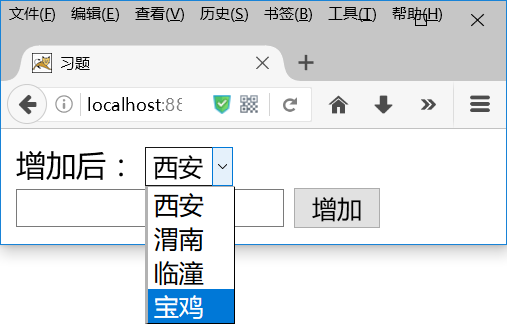 文件(F) 编辑(E) 查看(V) 历史(S) 书签(B) 工具(T) 帮助(H)
习题
localhost:88
增加后： 西安
增加
西安
渭南
临潼
宝鸡